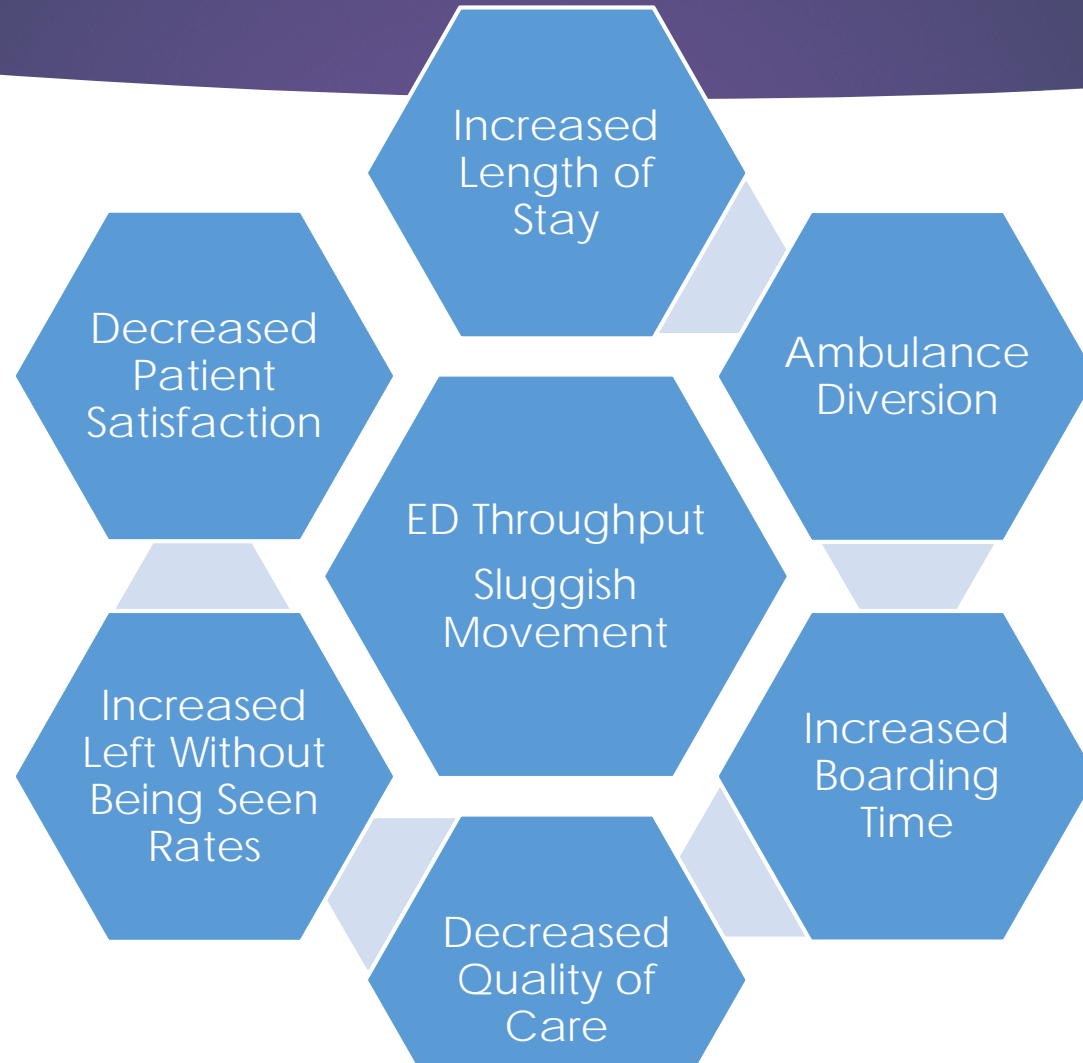 Increased
Length of
Stay
Ambulance
Diversion
Increased
Boarding
Time
Decreased
Quality of
Care
Increased
Left Without
Being Seen
Rates
Decreased
Patient
Satisfaction
ED Throughput
Sluggish
Movement